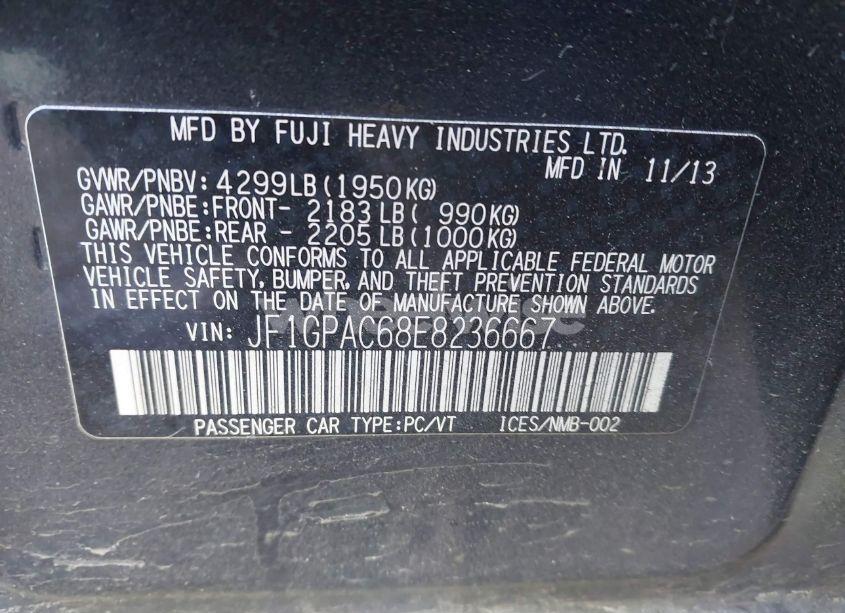 MFD BY FUJI HEAVY INDUSTRIES LTD.
MFD IN 11/13
GVWR/PNBV: 4299LB(1950KG)
GAWR/PNBE:FRONT- 2183LB( 990KG)
GAWR/PNBE:REAR - 2205LB(1000KG)
THIS VEHICLE CONFORMS TO ALL APPLICABLE FEDERAL MOTOR
VEHICLE SAFETY, BUMPER, AND THEFT PREVENTION STANDARDS
IN EFFECT ON THE DATE OF MANUFACTURE SHOWN ABOVE.
VIN: JF1GPAC68E8236667
PASSENGER CAR TYPE:PC/VT ICES/NMB-002